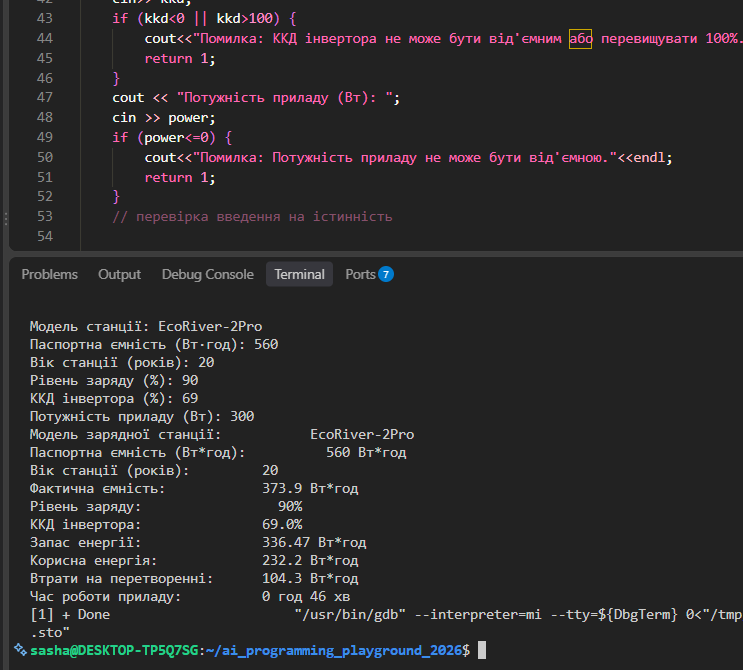 42 cin>> kkd;
43 if (kkd<0 || kkd>100) {
44 cout<<"Помилка: ККД інвертора не може бути від'ємним або перевищувати 100%.
45 return 1;
46 }
47 cout << "Потужність приладу (Вт): ";
48 cin >> power;
49 if (power<=0) {
50 cout<<"Помилка: Потужність приладу не може бути від'ємною."<<endl;
51 return 1;
52 }
53 // перевірка введення на істинність
54
Problems Output Debug Console Terminal Ports 7
Модель станції: EcoRiver-2Pro
Паспортна ємність (Вт·год): 560
Вік станції (років): 20
Рівень заряду (%): 90
ККД інвертора (%): 69
Потужність приладу (Вт): 300
Модель зарядної станції: EcoRiver-2Pro
Паспортна ємність (Вт*год): 560 Вт*год
Вік станції (років): 20
Фактична ємність: 373.9 Вт*год
Рівень заряду: 90%
ККД інвертора: 69.0%
Запас енергії: 336.47 Вт*год
Корисна енергія: 232.2 Вт*год
Втрати на перетворенні: 104.3 Вт*год
Час роботи приладу: 0 год 46 хв
[1] + Done "/usr/bin/gdb" --interpreter=mi --tty=${DbgTerm} 0<"/tmp
.sto"
sasha@DESKTOP-TP5Q7SG:~/ai_programming_playground_2026$